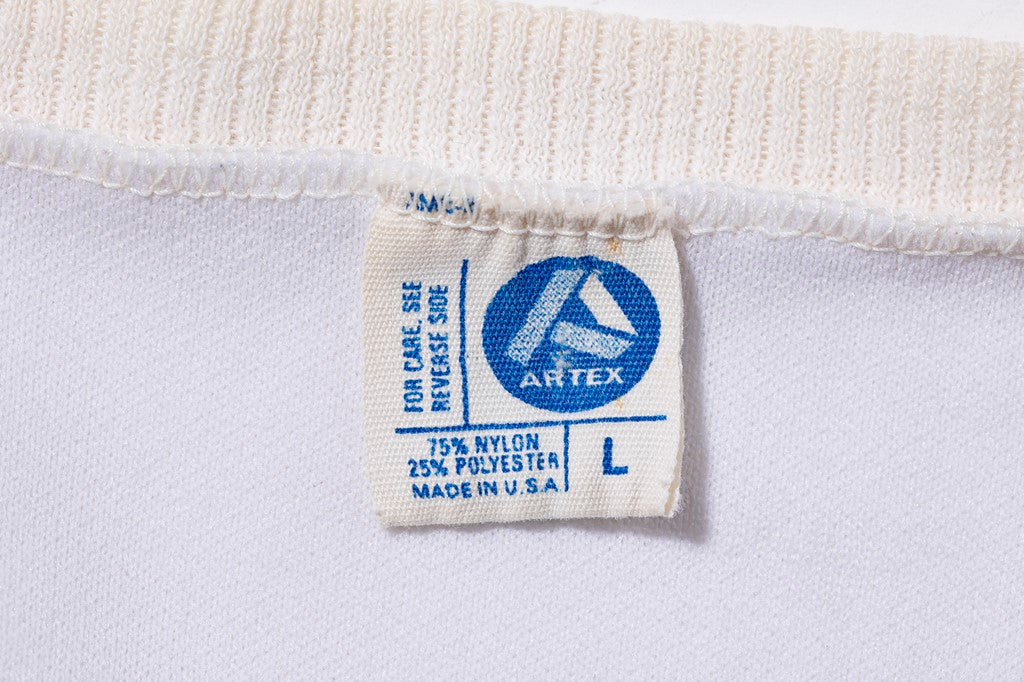 FOR CARE, SEE
REVERSE SIDE
ARTEX
75% NYLON
25% POLYESTER
MADE IN U.S.A
L